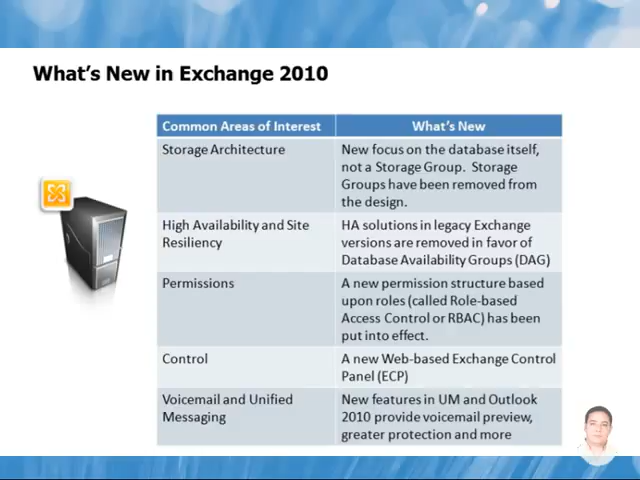 What's New in Exchange 2010
Common Areas of Interest
What's New
Storage Architecture
New focus on the database itself,
not a Storage Group. Storage
Groups have been removed from
the design.
High Availability and Site
Resiliency
HA solutions in legacy Exchange
versions are removed in favor of
Database Availability Groups (DAG)
Permissions
A new permission structure based
upon roles (called Role-based
Access Control or RBAC) has been
put into effect.
Control
A new Web-based Exchange Control
Panel (ECP)
Voicemail and Unified
Messaging
New features in UM and Outlook
2010 provide voicemail preview,
greater protection and more